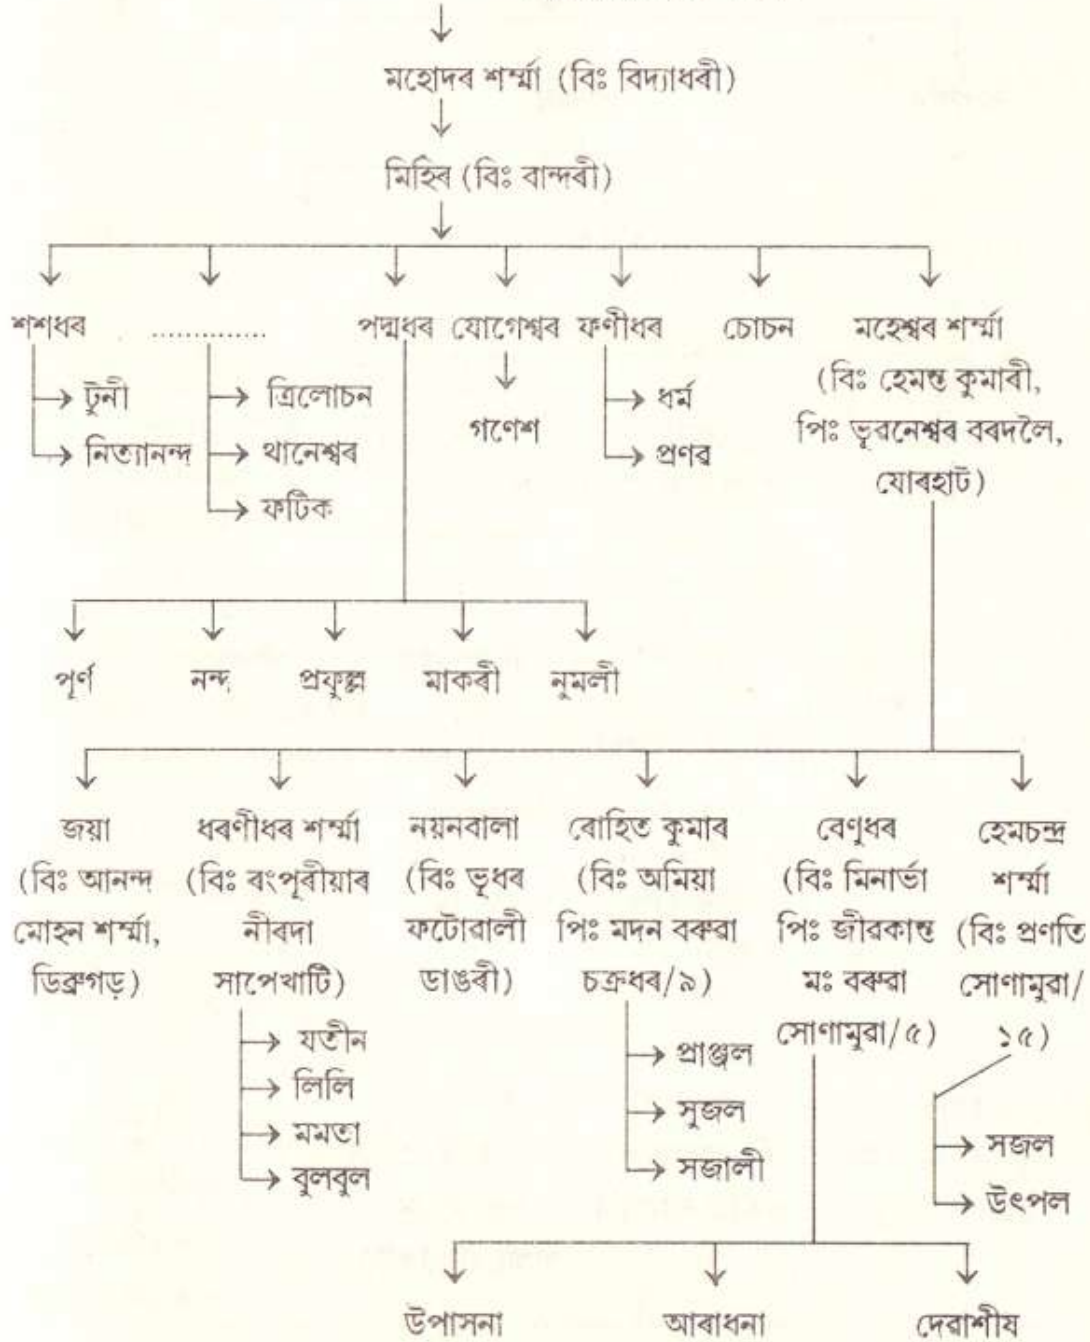 মহোদৰ শৰ্ম্মা (বিঃ বিদ্যাধৰী)
মিহিৰ (বিঃ বান্দৰী)
শশধৰ ............... পদ্মধৰ যোগেশ্বৰ ফণীধৰ চোচন মহেশ্বৰ শৰ্ম্মা
(বিঃ হেমন্ত কুমাৰী,
পিঃ ভূৱনেশ্বৰ বৰদলৈ,
যোৰহাট)
টুনী
নিত্যানন্দ
ত্ৰিলোচন
থানেশ্বৰ
ফটিক
গণেশ
ধৰ্ম
প্ৰণৱ
পূৰ্ণ নন্দ প্ৰফুল্ল মাকৰী নুমলী
জয়া
(বিঃ আনন্দ
মোহন শৰ্ম্মা,
ডিব্ৰুগড়)
ধৰণীধৰ শৰ্ম্মা
(বিঃ ৰংপূৰীয়াৰ
নীৰদা
সাপেখাটি)
যতীন
লিলি
মমতা
বুলবুল
নয়নবালা
(বিঃ ভূধৰ
ফটোৱালী
ডাঙৰী)
ৰোহিত কুমাৰ
(বিঃ অমিয়া
পিঃ মদন বৰুৱা
চক্ৰধৰ/৯)
প্ৰাঞ্জল
সুজল
সজালী
বেণুধৰ
(বিঃ মিনাৰ্ভা
পিঃ জীৱকান্ত
মঃ বৰুৱা
সোণামুৱা/৫)
হেমচন্দ্ৰ
শৰ্ম্মা
(বিঃ প্ৰণতি
সোণামুৱা/
১৫)
সজল
উৎপল
উপাসনা আৰাধনা দেৱাশীষ